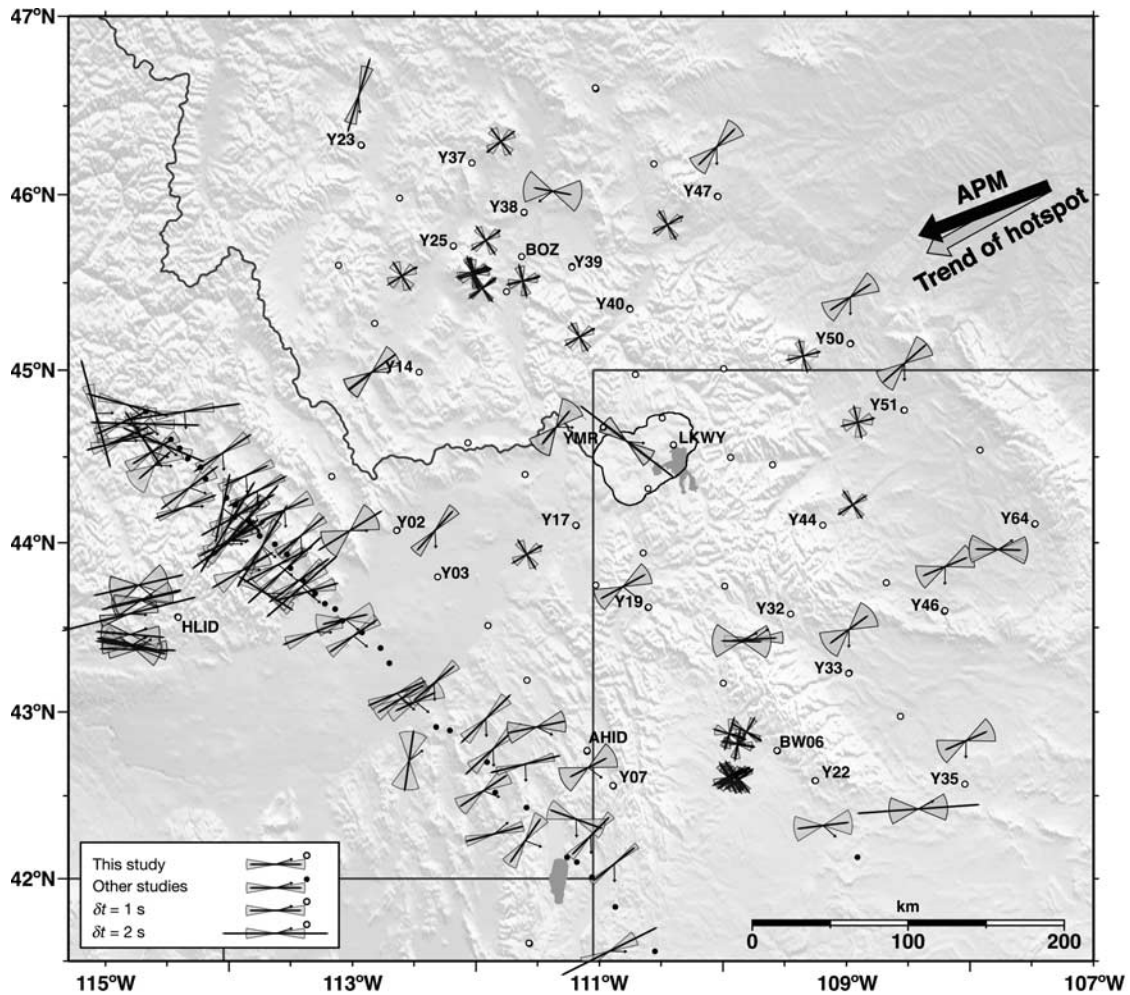 47°N
Y23
Y37
Y47
46°N
APM
Y38
Trend of hotspot
Y25
BOZ
Y39
Y40
Y50
45°N
Y14
Y51
YMR
LKWY
44°N
Y02
Y17
Y44
Y64
Y03
HLID
Y19
Y32
Y46
Y33
43°N
AHID
BW06
Y07
Y22
Y35
42°N
This study
Other studies
δt = 1 s
δt = 2 s
km
0 100 200
115°W 113°W 111°W 109°W 107°W